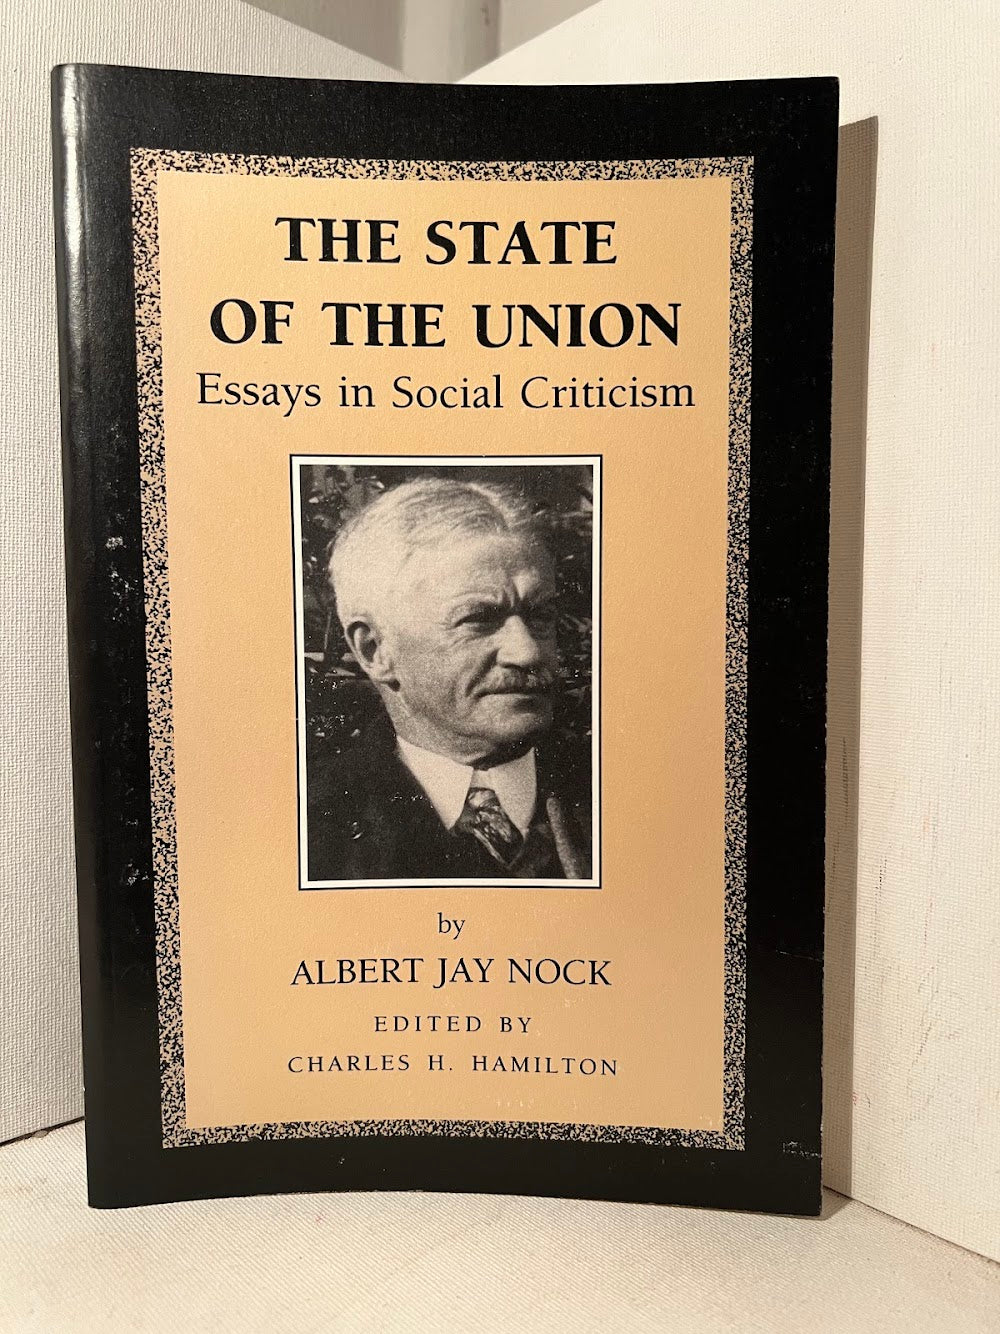 THE STATE
OF THE UNION
Essays in Social Criticism
by
ALBERT JAY NOCK
EDITED BY
CHARLES H. HAMILTON